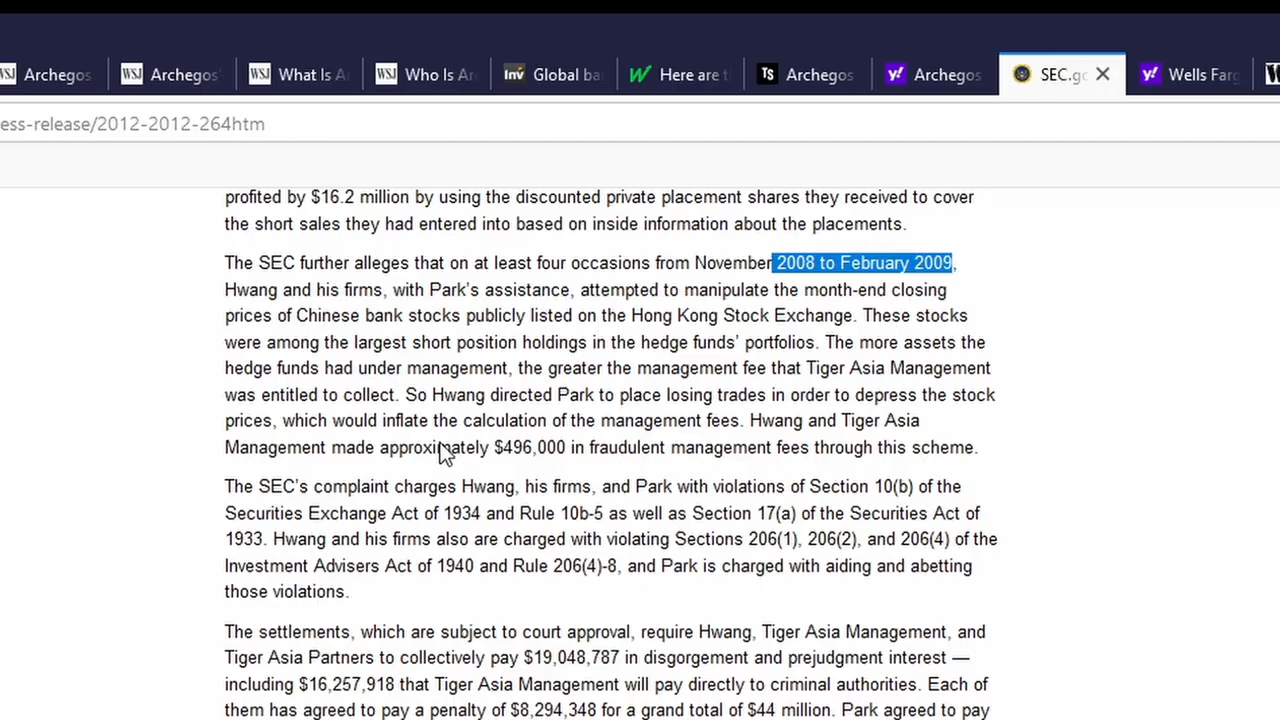 WSJ Archegos WSJ Archegos' WSJ What Is A WSJ Who Is Ar Inv Global ba Here are t TS Archegos y! Archegos SEC.go y! Wells Farg
ess-release/2012-2012-264htm
profited by $16.2 million by using the discounted private placement shares they received to cover
the short sales they had entered into based on inside information about the placements.
The SEC further alleges that on at least four occasions from November 2008 to February 2009,
Hwang and his firms, with Park's assistance, attempted to manipulate the month-end closing
prices of Chinese bank stocks publicly listed on the Hong Kong Stock Exchange. These stocks
were among the largest short position holdings in the hedge funds' portfolios. The more assets the
hedge funds had under management, the greater the management fee that Tiger Asia Management
was entitled to collect. So Hwang directed Park to place losing trades in order to depress the stock
prices, which would inflate the calculation of the management fees. Hwang and Tiger Asia
Management made approximately $496,000 in fraudulent management fees through this scheme.
The SEC's complaint charges Hwang, his firms, and Park with violations of Section 10(b) of the
Securities Exchange Act of 1934 and Rule 10b-5 as well as Section 17(a) of the Securities Act of
1933. Hwang and his firms also are charged with violating Sections 206(1), 206(2), and 206(4) of the
Investment Advisers Act of 1940 and Rule 206(4)-8, and Park is charged with aiding and abetting
those violations.
The settlements, which are subject to court approval, require Hwang, Tiger Asia Management, and
Tiger Asia Partners to collectively pay $19,048,787 in disgorgement and prejudgment interest —
including $16,257,918 that Tiger Asia Management will pay directly to criminal authorities. Each of
them has agreed to pay a penalty of $8,294,348 for a grand total of $44 million. Park agreed to pay